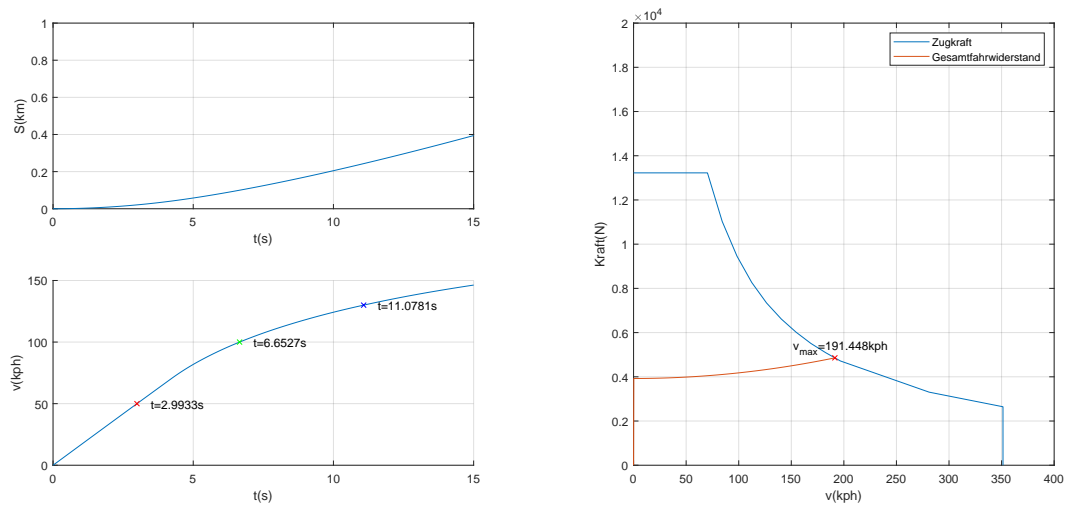 1
0.8
0.6
0.4
0.2
0
S(km)
0 5 10 15
t(s)
150
100
50
0
v(kph)
t=2.9933s
t=6.6527s
t=11.0781s
0 5 10 15
t(s)
×10⁴
2
1.8
1.6
1.4
1.2
1
0.8
0.6
0.4
0.2
0
Kraft(N)
Zugkraft
Gesamtfahrwiderstand
v_max=191.448kph
0 50 100 150 200 250 300 350 400
v(kph)